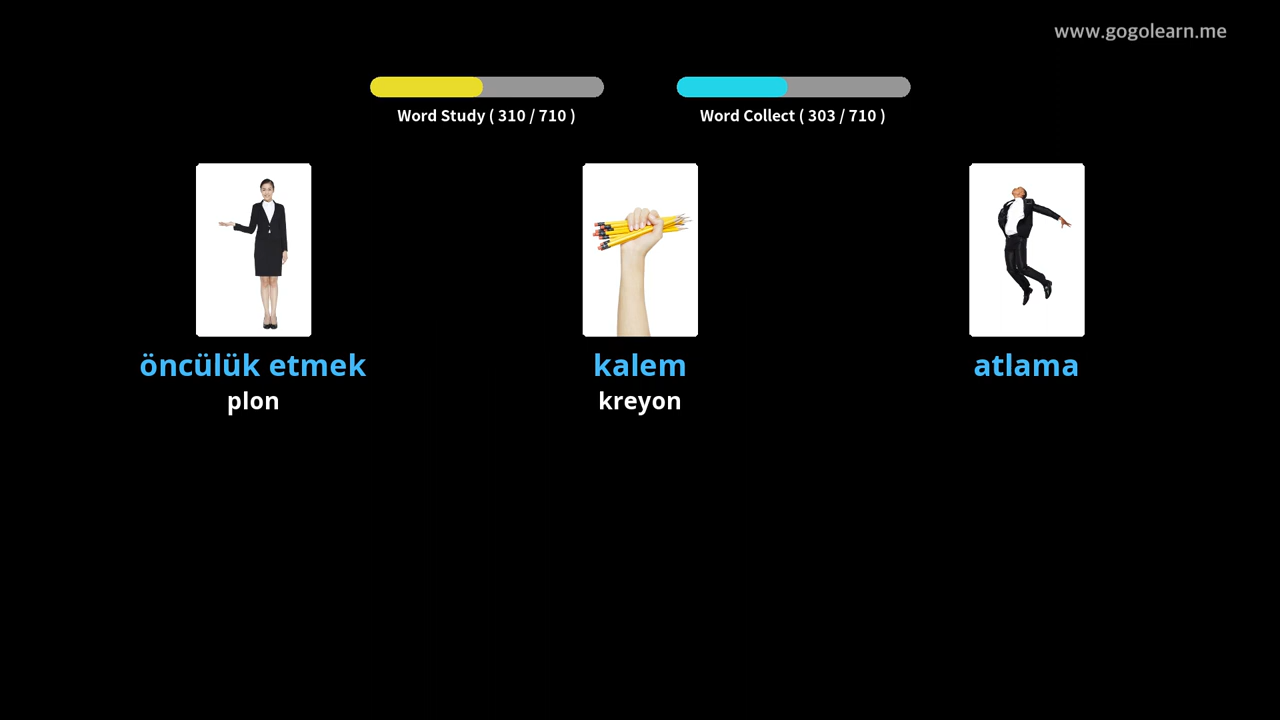 www.gogolearn.me
Word Study ( 310 / 710 )
Word Collect ( 303 / 710 )
öncülük etmek
plon
kalem
kreyon
atlama